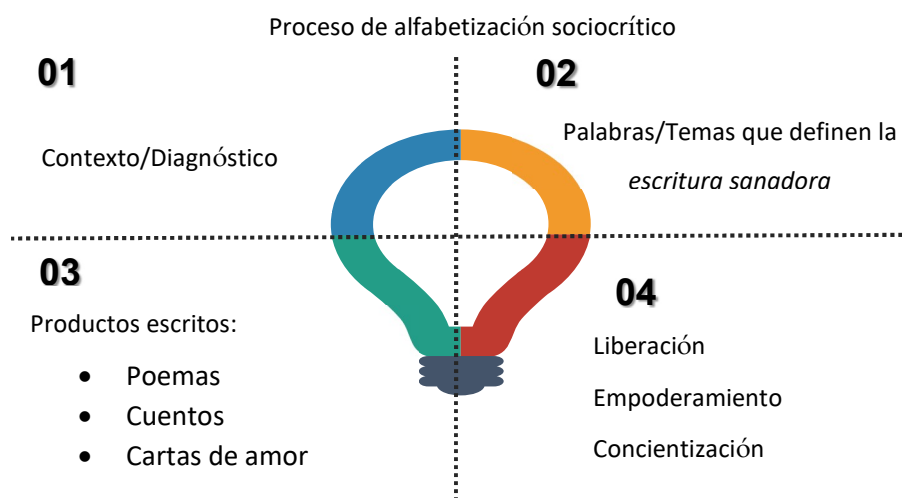 Proceso de alfabetización sociocrítico
01
Contexto/Diagnóstico
02
Palabras/Temas que definen la
escritura sanadora
03
Productos escritos:
• Poemas
• Cuentos
• Cartas de amor
04
Liberación
Empoderamiento
Concientización